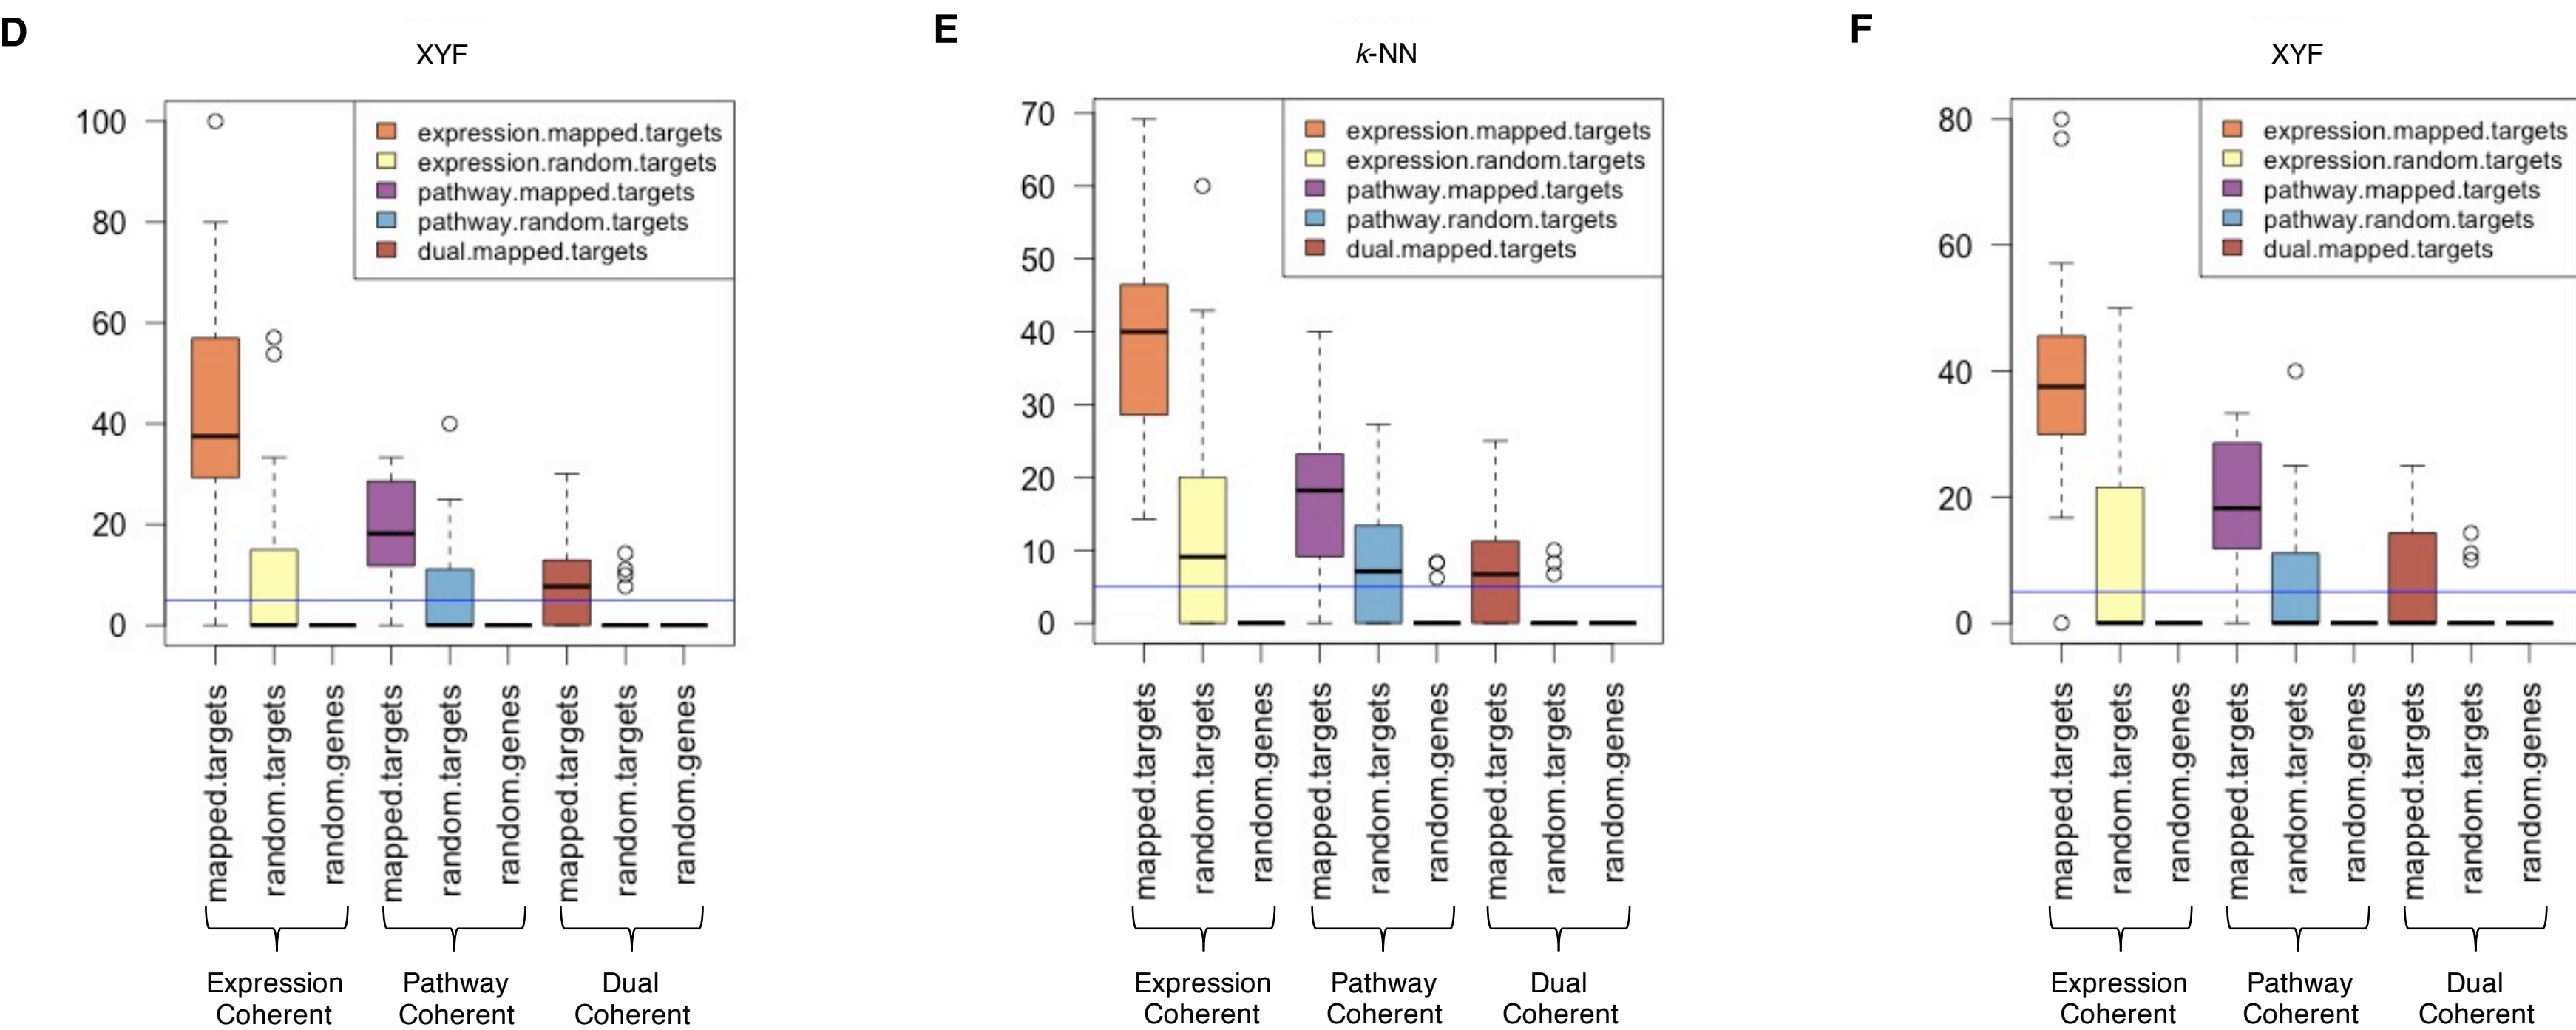 D
XYF
100
80
60
40
20
0
expression.mapped.targets
expression.random.targets
pathway.mapped.targets
pathway.random.targets
dual.mapped.targets
mapped.targets
random.targets
random.genes
mapped.targets
random.targets
random.genes
mapped.targets
random.targets
random.genes
Expression
Coherent
Pathway
Coherent
Dual
Coherent
E
k-NN
70
60
50
40
30
20
10
0
expression.mapped.targets
expression.random.targets
pathway.mapped.targets
pathway.random.targets
dual.mapped.targets
mapped.targets
random.targets
random.genes
mapped.targets
random.targets
random.genes
mapped.targets
random.targets
random.genes
Expression
Coherent
Pathway
Coherent
Dual
Coherent
F
XYF
80
60
40
20
0
expression.mapped.targets
expression.random.targets
pathway.mapped.targets
pathway.random.targets
dual.mapped.targets
mapped.targets
random.targets
random.genes
mapped.targets
random.targets
random.genes
mapped.targets
random.targets
random.genes
Expression
Coherent
Pathway
Coherent
Dual
Coherent